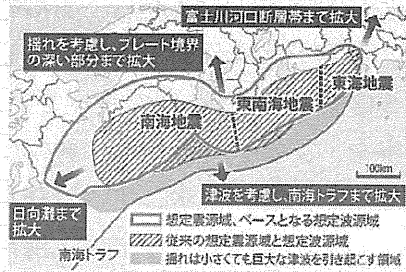 富士川河口断層帯まで拡大
揺れを考慮し、プレート境界
の深い部分まで拡大
東海地震
東南海地震
南海地震
100km
津波を考慮し、南海トラフまで拡大
日向灘まで
拡大
南海トラフ
想定震源域、ベースとなる想定波源域
従来の想定震源域と想定波源域
揺れは小さくても巨大な津波を引き起こす領域